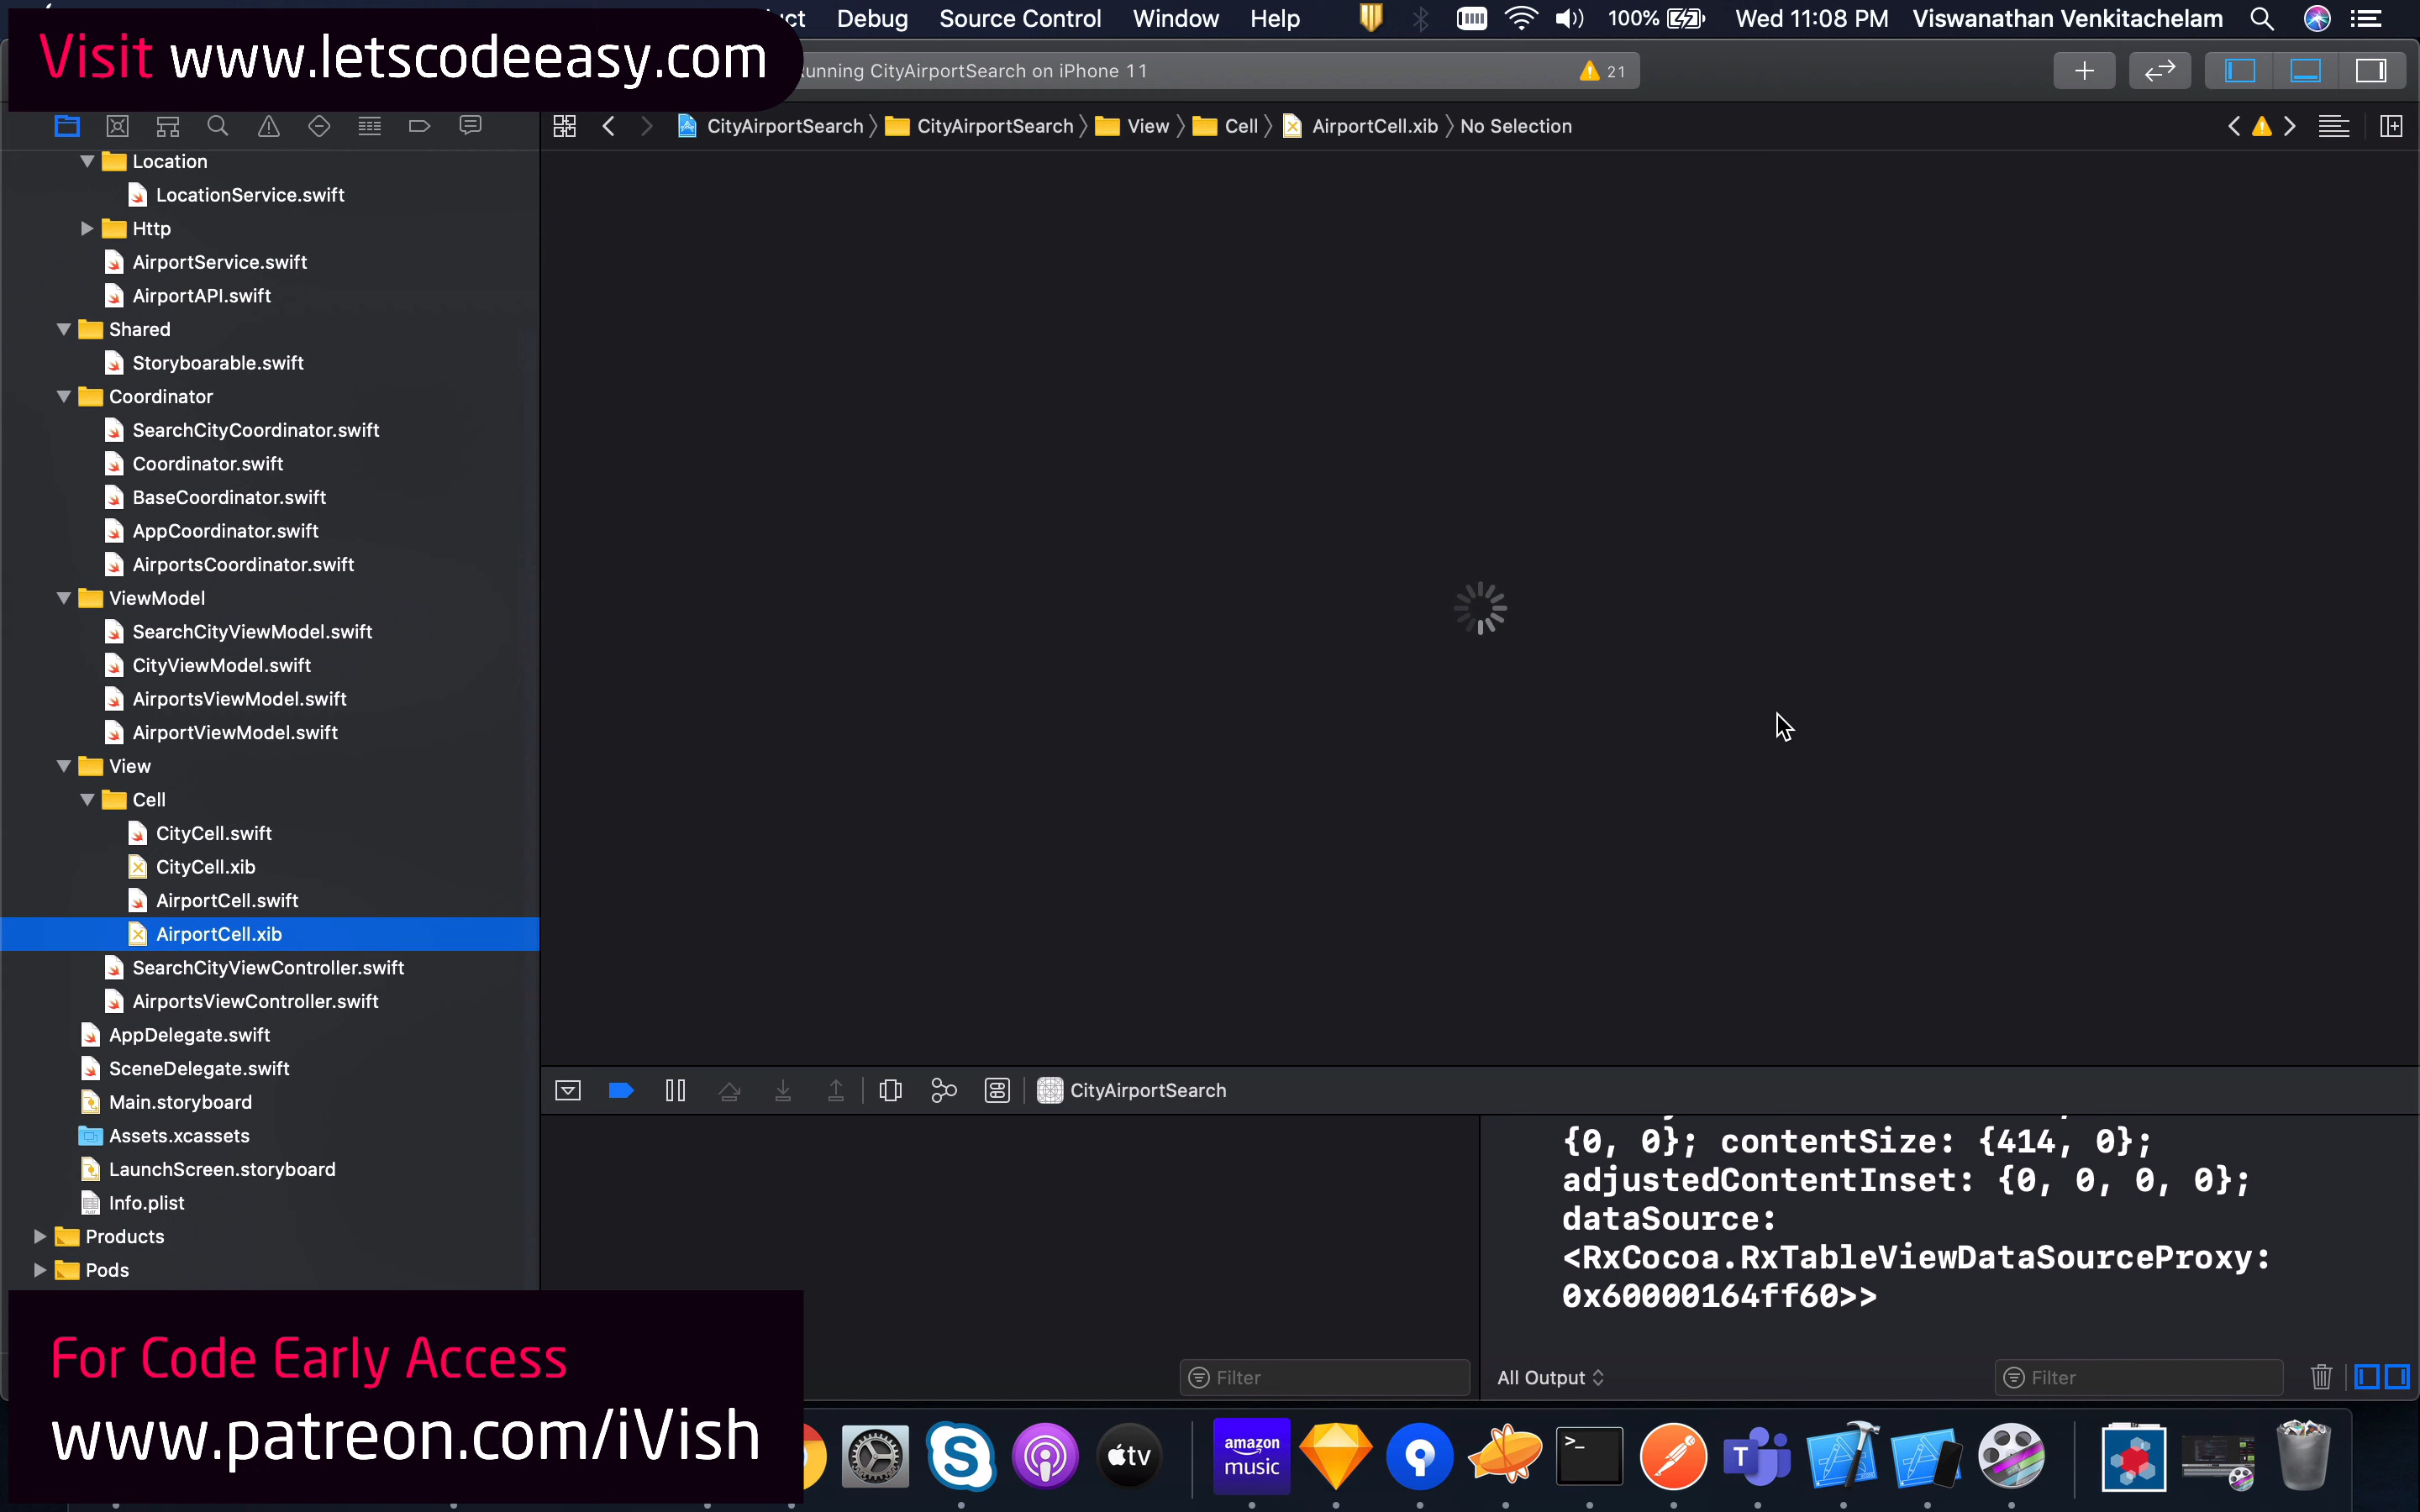 Visit www.letscodeeasy.com
Debug Source Control Window Help 100% Wed 11:08 PM Viswanathan Venkitachelam
CityAirportSearch on iPhone 11 21
CityAirportSearch CityAirportSearch View Cell AirportCell.xib No Selection
Location
LocationService.swift
Http
AirportService.swift
AirportAPI.swift
Shared
Storyboarable.swift
Coordinator
SearchCityCoordinator.swift
Coordinator.swift
BaseCoordinator.swift
AppCoordinator.swift
AirportsCoordinator.swift
ViewModel
SearchCityViewModel.swift
CityViewModel.swift
AirportsViewModel.swift
AirportViewModel.swift
View
Cell
CityCell.swift
CityCell.xib
AirportCell.swift
AirportCell.xib
SearchCityViewController.swift
AirportsViewController.swift
AppDelegate.swift
SceneDelegate.swift
Main.storyboard
Assets.xcassets
LaunchScreen.storyboard
Info.plist
Products
Pods
CityAirportSearch
{0, 0}; contentSize: {414, 0};
adjustedContentInset: {0, 0, 0, 0};
dataSource:
<RxCocoa.RxTableViewDataSourceProxy:
0x60000164ff60>>
Filter
All Output
Filter
For Code Early Access
www.patreon.com/iVish
tv
amazon
music
>_
T